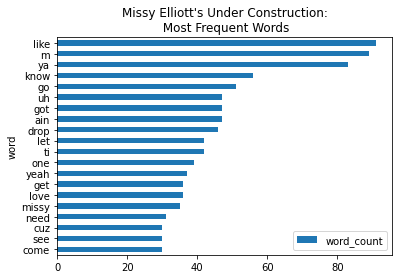 Missy Elliott's Under Construction:
Most Frequent Words
like
m
ya
know
go
uh
got
ain
drop
let
ti
one
yeah
get
love
missy
need
cuz
see
come
word
word_count
0 20 40 60 80